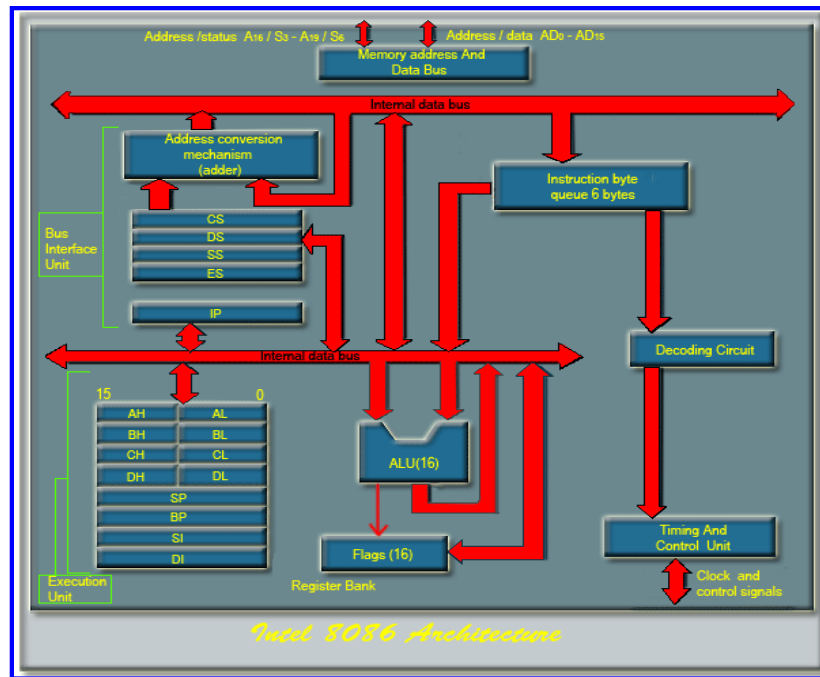 Address /status A16 / S3 - A19 / S6
Address / data AD0 - AD15
Memory address And
Data Bus
Internal data bus
Address conversion
mechanism
(adder)
Instruction byte
queue 6 bytes
Bus
Interface
Unit
CS
DS
SS
ES
IP
Internal data bus
Decoding Circuit
15
0
AH
AL
BH
BL
CH
CL
DH
DL
SP
BP
SI
DI
ALU(16)
Flags (16)
Timing And
Control Unit
Execution
Unit
Register Bank
Clock and
control signals
Intel 8086 Architecture